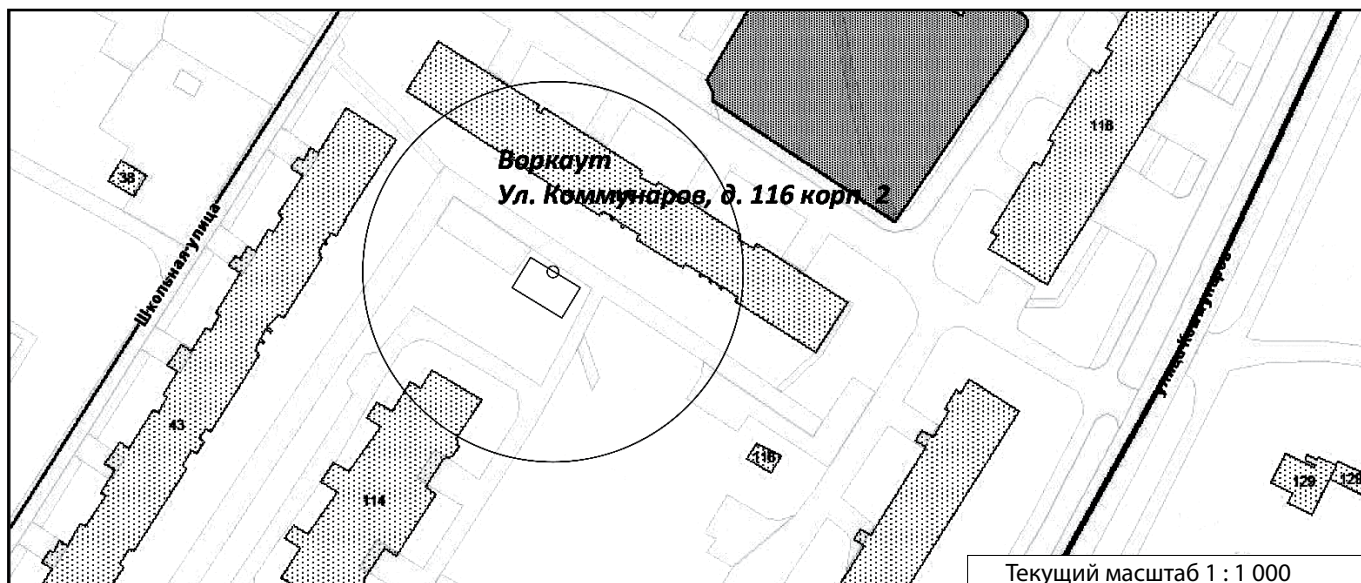 118
Воркаут
Ул. Коммунаров, д. 116 корп. 2
38
Школьная улица
улица Коммунаров
43
114
116
129
129
Текущий масштаб 1 : 1 000